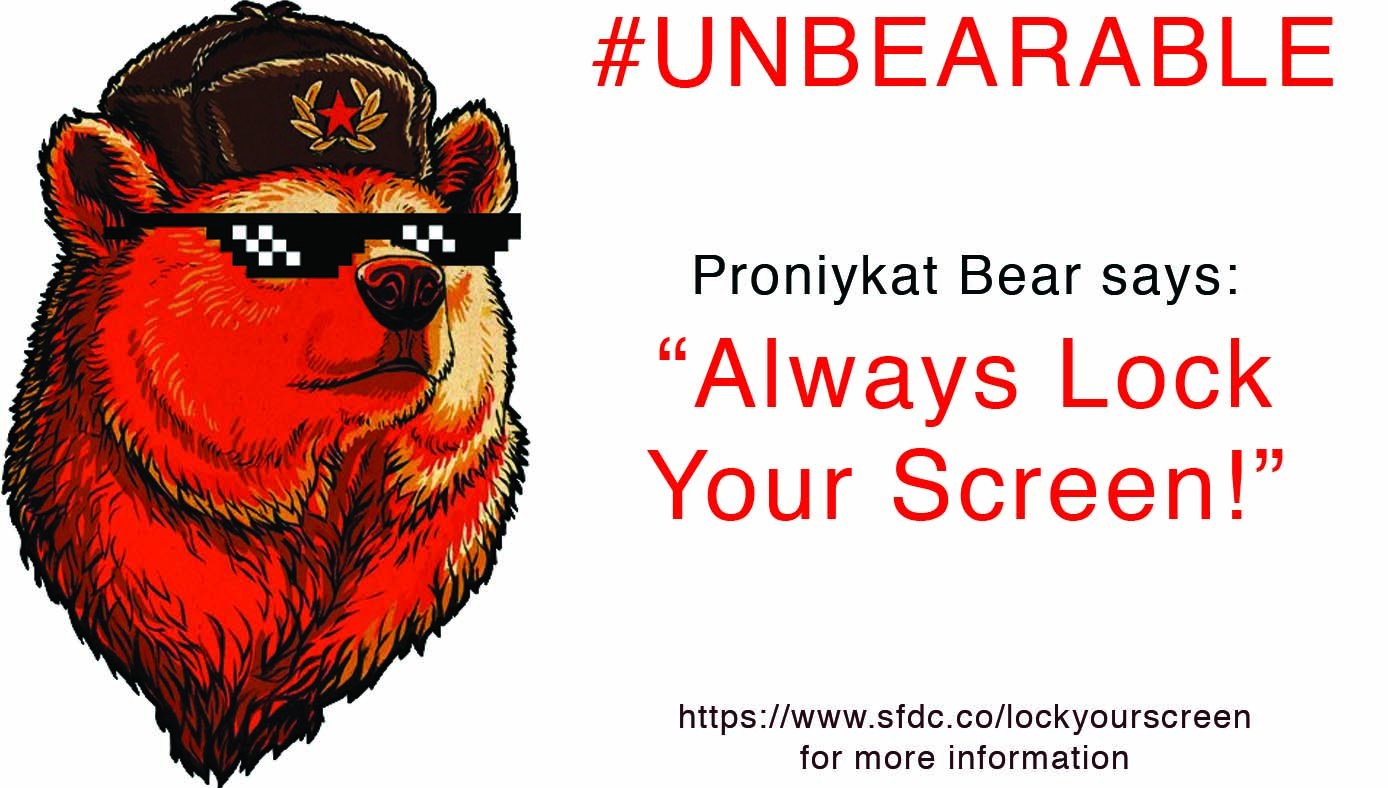 #UNBEARABLE
Proniykat Bear says:
“Always Lock
Your Screen!”
https://www.sfdc.co/lockyourscreen
for more information